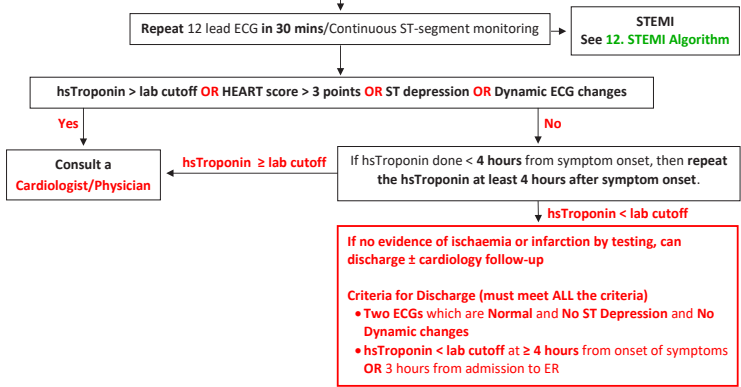 Repeat 12 lead ECG in 30 mins/Continuous ST-segment monitoring
STEMI
See 12. STEMI Algorithm
hsTroponin > lab cutoff OR HEART score > 3 points OR ST depression OR Dynamic ECG changes
Yes
No
Consult a
Cardiologist/Physician
hsTroponin ≥ lab cutoff
If hsTroponin done < 4 hours from symptom onset, then repeat
the hsTroponin at least 4 hours after symptom onset.
hsTroponin < lab cutoff
If no evidence of ischaemia or infarction by testing, can
discharge ± cardiology follow-up
Criteria for Discharge (must meet ALL the criteria)
• Two ECGs which are Normal and No ST Depression and No
Dynamic changes
• hsTroponin < lab cutoff at ≥ 4 hours from onset of symptoms
OR 3 hours from admission to ER